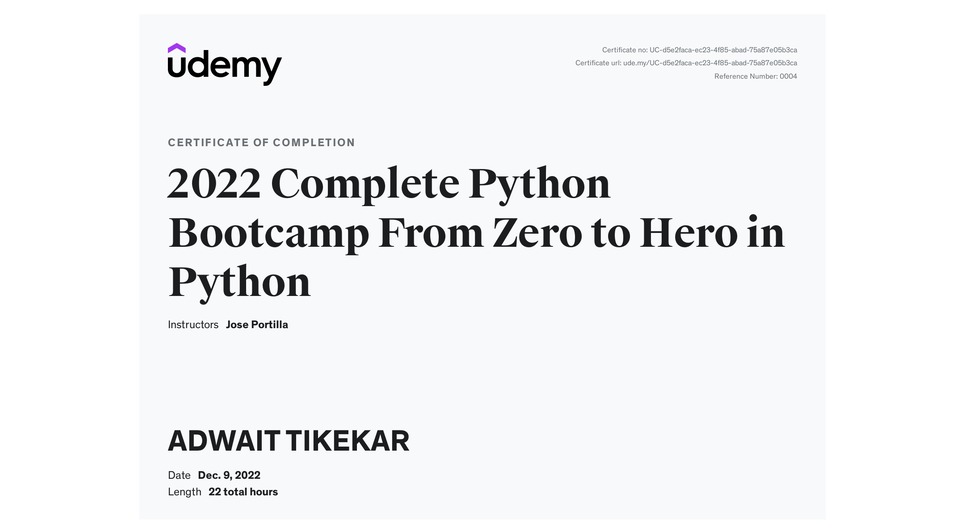 udemy
Certificate no: UC-d5e2faca-ec23-4f85-abad-75a87e05b3ca
Certificate url: ude.my/UC-d5e2faca-ec23-4f85-abad-75a87e05b3ca
Reference Number: 0004
CERTIFICATE OF COMPLETION
2022 Complete Python
Bootcamp From Zero to Hero in
Python
Instructors Jose Portilla
ADWAIT TIKEKAR
Date Dec. 9, 2022
Length 22 total hours